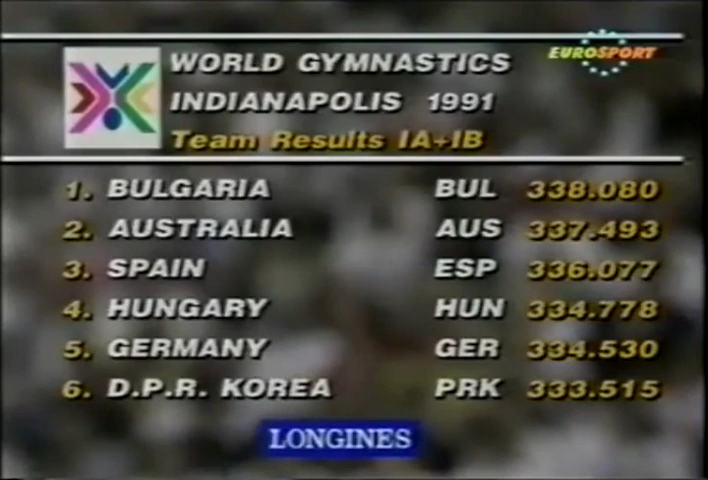 WORLD GYMNASTICS
EUROSPORT
INDIANAPOLIS 1991
Team Results IA+IB
1. BULGARIA BUL 338.080
2. AUSTRALIA AUS 337.493
3. SPAIN ESP 336.077
4. HUNGARY HUN 334.778
5. GERMANY GER 334.530
6. D.P.R. KOREA PRK 333.515
LONGINES